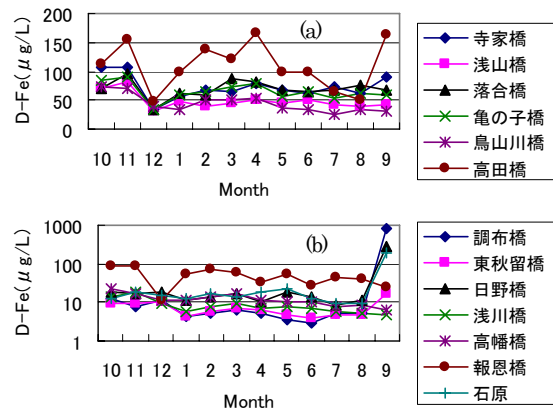 (a)
D-Fe(μg/L)
200
150
100
50
0
10 11 12 1 2 3 4 5 6 7 8 9
Month
寺家橋
浅山橋
落合橋
亀の子橋
鳥山川橋
高田橋
(b)
D-Fe(μg/L)
1000
100
10
1
10 11 12 1 2 3 4 5 6 7 8 9
Month
調布橋
東秋留橋
日野橋
浅川橋
高幡橋
報恩橋
石原